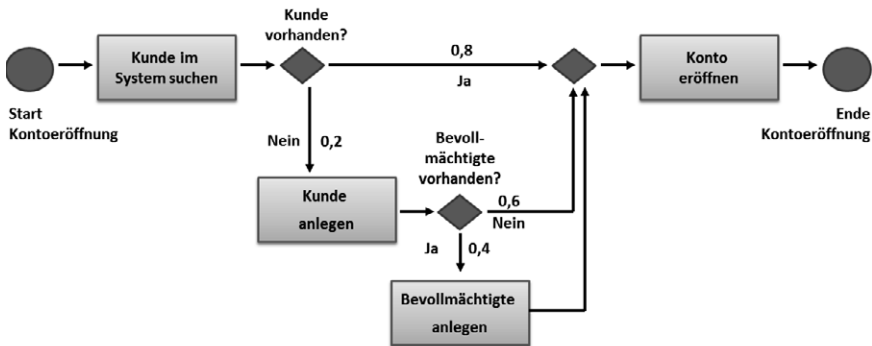 Kunde
vorhanden?
Kunde im
System suchen
0,8
Ja
Konto
eröffnen
Start
Kontoeröffnung
Ende
Kontoeröffnung
Nein 0,2
Bevoll-
mächtigte
vorhanden?
Kunde
anlegen
0,6
Nein
Ja 0,4
Bevollmächtigte
anlegen